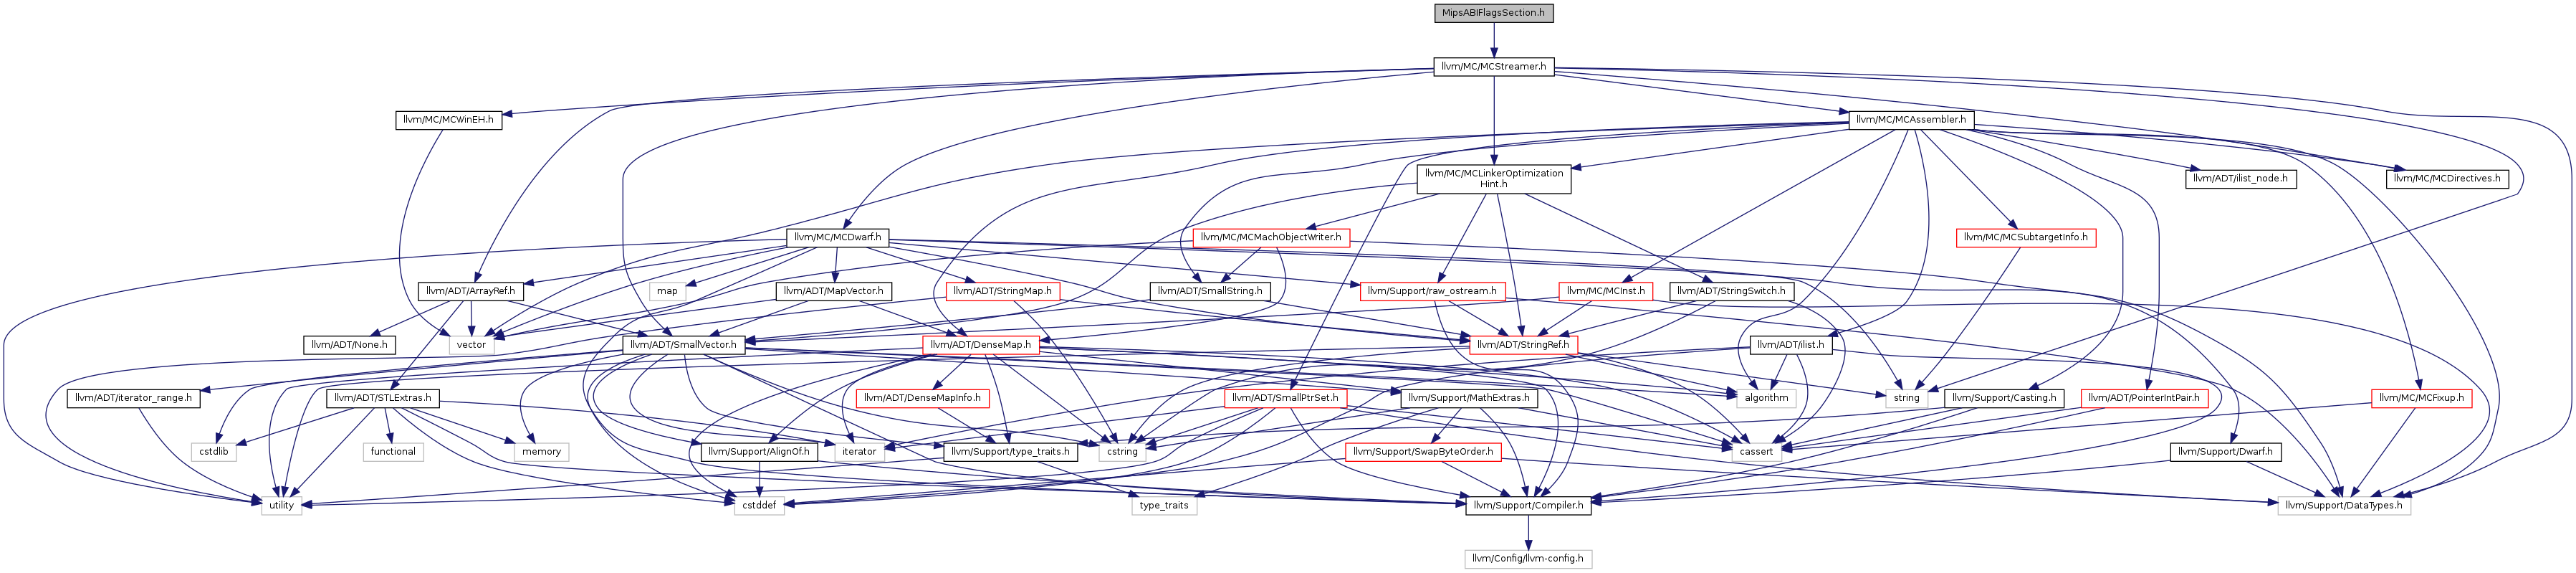 MipsABIFlagsSection.h
llvm/MC/MCStreamer.h
llvm/MC/MCWinEH.h
llvm/MC/MCAssembler.h
llvm/MC/MCLinkerOptimization
Hint.h
llvm/ADT/ilist_node.h
llvm/MC/MCDirectives.h
llvm/MC/MCDwarf.h
llvm/MC/MCMachObjectWriter.h
llvm/MC/MCSubtargetInfo.h
llvm/ADT/ArrayRef.h
map
llvm/ADT/MapVector.h
llvm/ADT/StringMap.h
llvm/ADT/SmallString.h
llvm/Support/raw_ostream.h
llvm/MC/MCInst.h
llvm/ADT/StringSwitch.h
llvm/ADT/None.h
vector
llvm/ADT/SmallVector.h
llvm/ADT/DenseMap.h
llvm/ADT/StringRef.h
llvm/ADT/ilist.h
llvm/ADT/iterator_range.h
llvm/ADT/STLExtras.h
llvm/ADT/DenseMapInfo.h
llvm/ADT/SmallPtrSet.h
llvm/Support/MathExtras.h
algorithm
string
llvm/Support/Casting.h
llvm/ADT/PointerIntPair.h
llvm/MC/MCFixup.h
cstdlib
functional
memory
llvm/Support/AlignOf.h
iterator
llvm/Support/type_traits.h
cstring
llvm/Support/SwapByteOrder.h
cassert
llvm/Support/Dwarf.h
utility
cstddef
type_traits
llvm/Support/Compiler.h
llvm/Support/DataTypes.h
llvm/Config/llvm-config.h